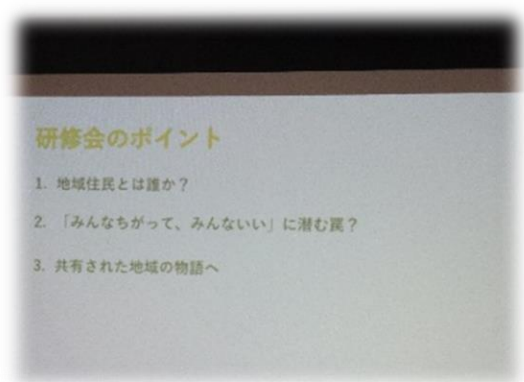 研修会のポイント
1. 地域住民とは誰か？
2. 「みんなちがって、みんないい」に潜む罠？
3. 共有された地域の物語へ